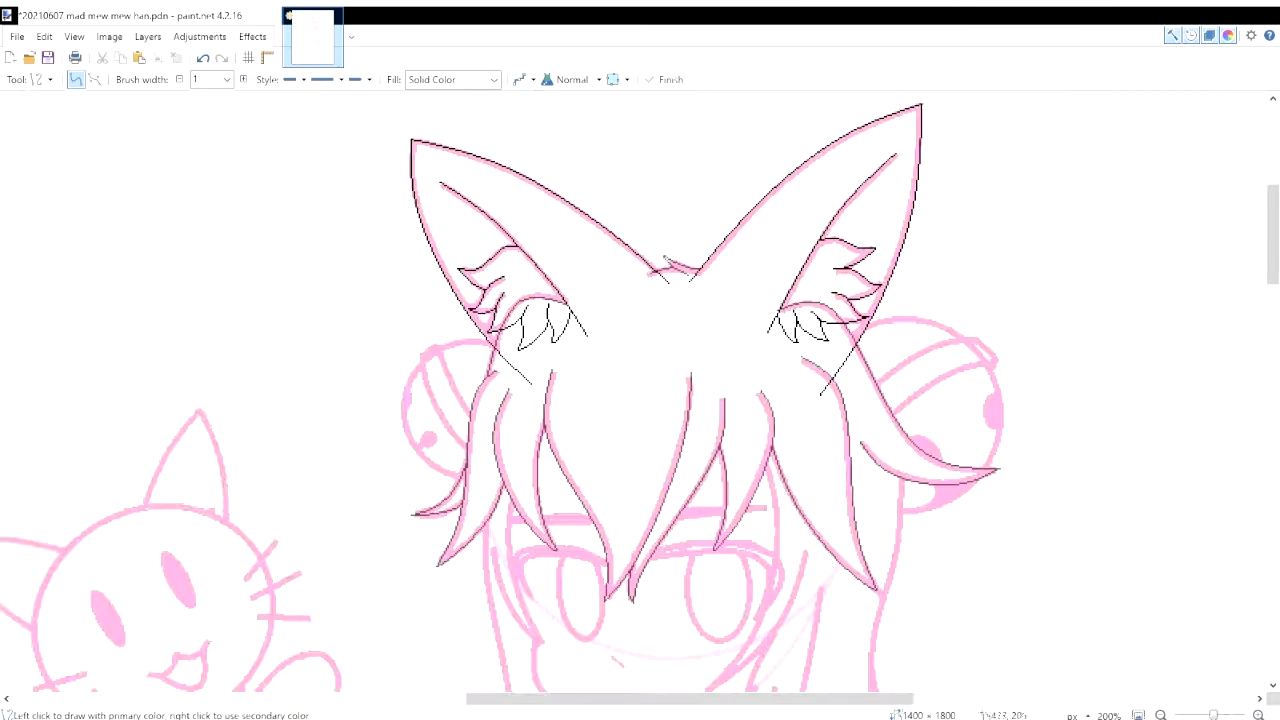 *20210607 mad mew mew han.pdn - paint.net 4.2.16
File Edit View Image Layers Adjustments Effects
Tool: Brush width: 1 Style: Fill: Solid Color Normal Finish
Left click to draw with primary color, right click to use secondary color 1400 × 1800 px 200%